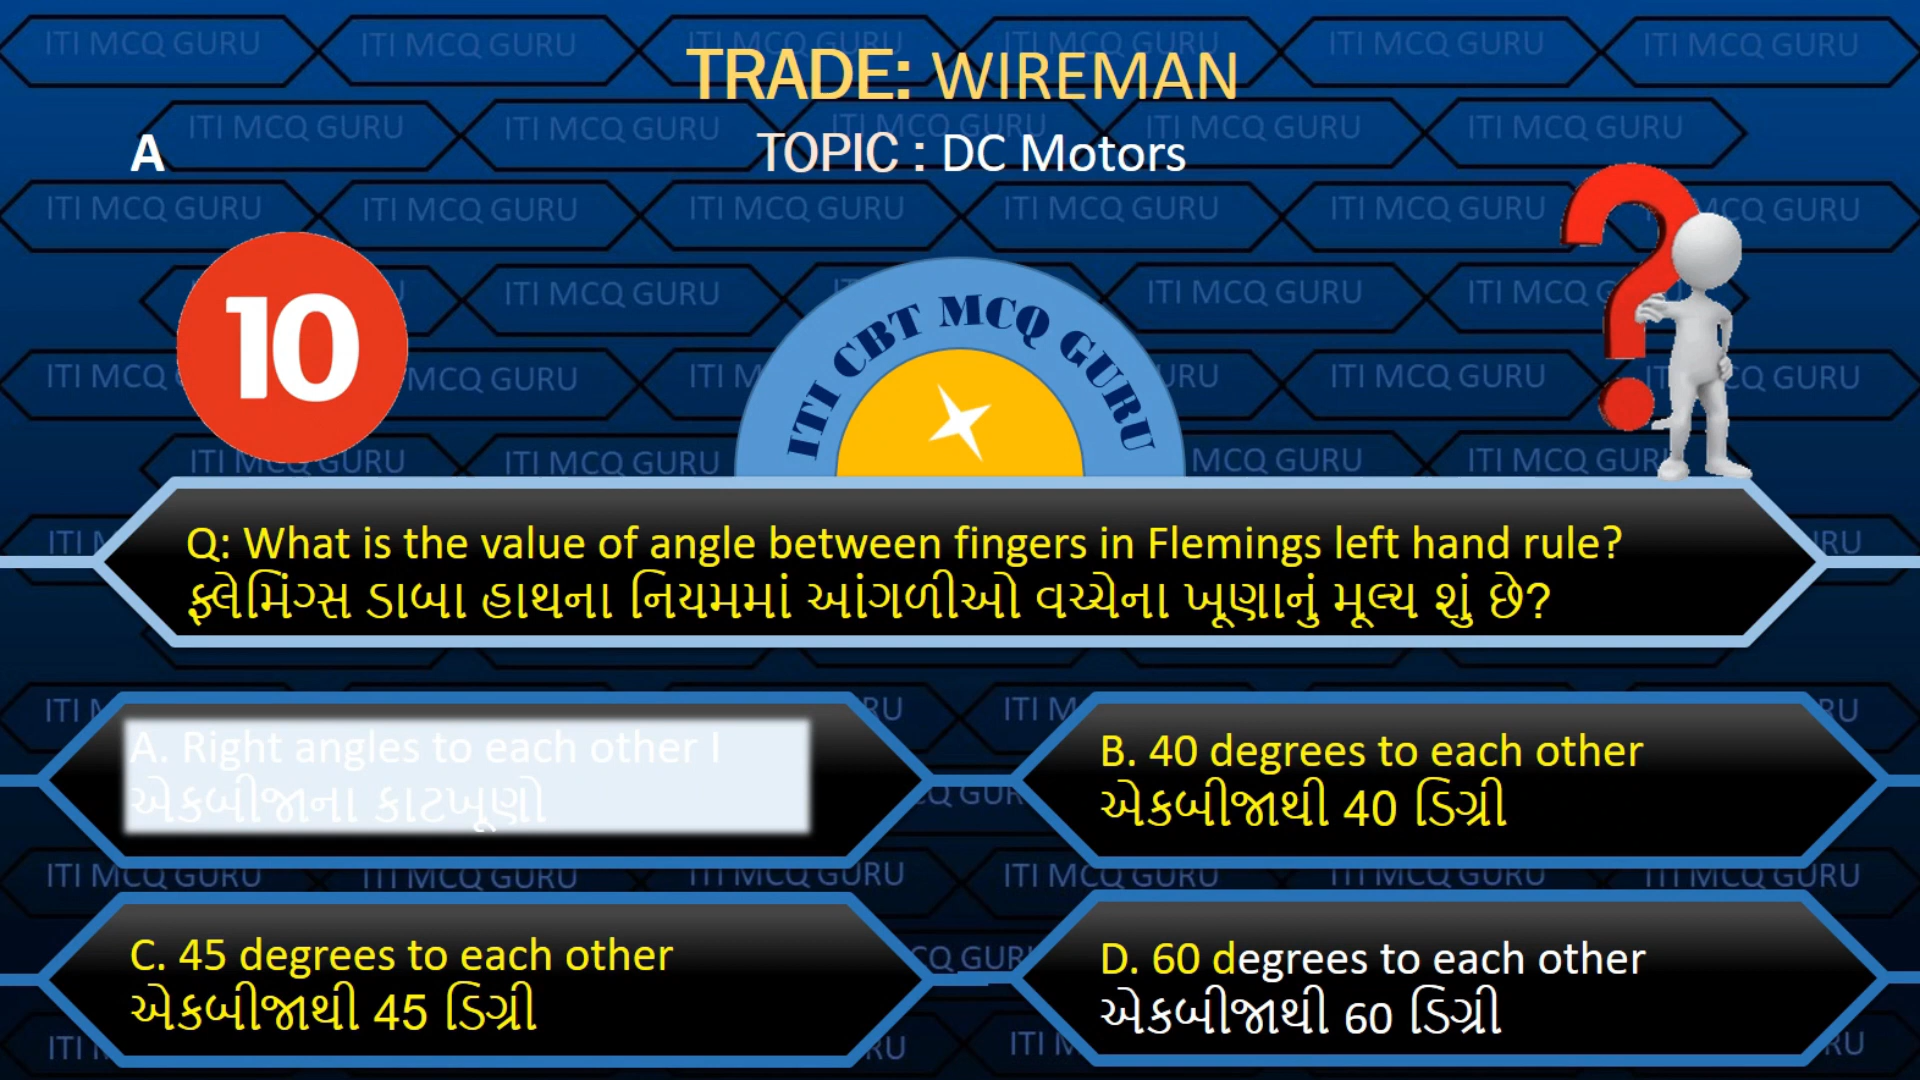 TRADE: WIREMAN
A
TOPIC : DC Motors
10
ITI CBT MCQ GURU
Q: What is the value of angle between fingers in Flemings left hand rule?
ફ્લેમિંગ્સ ડાબા હાથના નિયમમાં આંગળીઓ વચ્ચેના ખૂણાનું મૂલ્ય શું છે?
A. Right angles to each other I
એકબીજાના કાટખૂણો
B. 40 degrees to each other
એકબીજાથી 40 ડિગ્રી
C. 45 degrees to each other
એકબીજાથી 45 ડિગ્રી
D. 60 degrees to each other
એકબીજાથી 60 ડિગ્રી